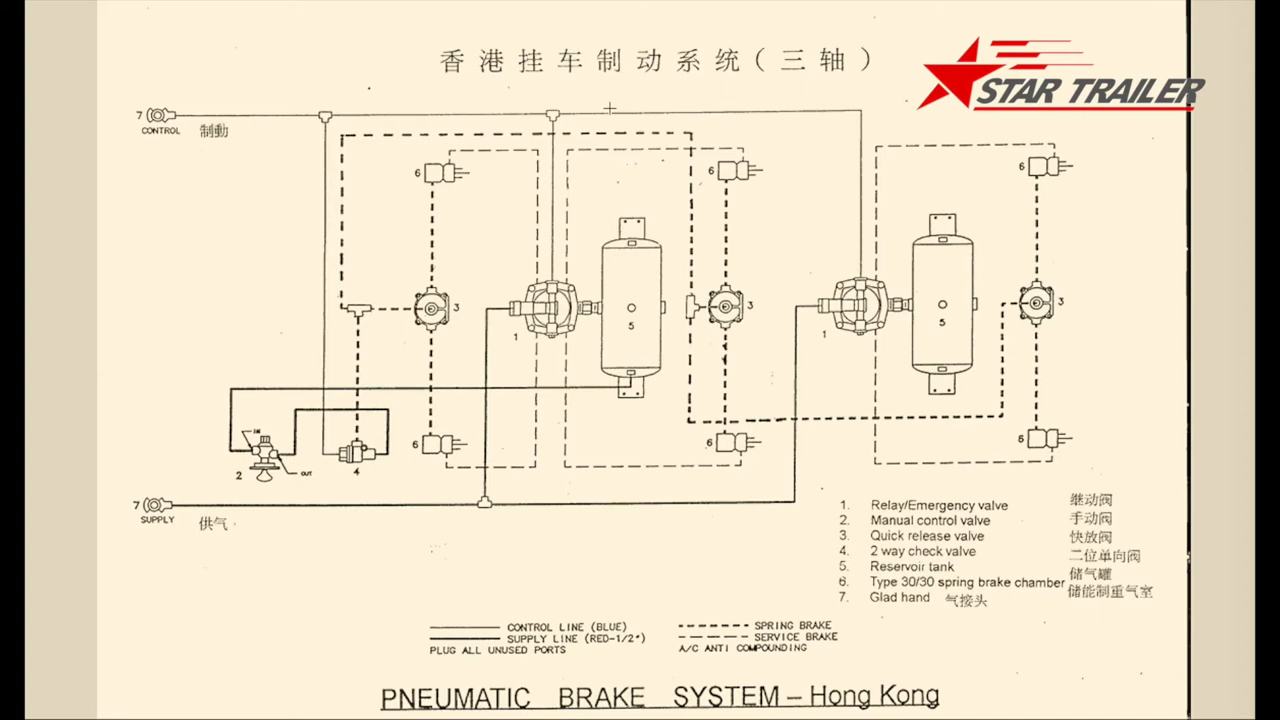 香港挂车制动系统(三轴)
STAR TRAILER
7
CONTROL 制動
6
6
6
3
3
3
1
5
1
5
IN
2
OUT
4
6
6
6
7
SUPPLY 供气
1. Relay/Emergency valve 继动阀
2. Manual control valve 手动阀
3. Quick release valve 快放阀
4. 2 way check valve 二位单向阀
5. Reservoir tank 储气罐
6. Type 30/30 spring brake chamber 储能制重气室
7. Glad hand 气接头
CONTROL LINE (BLUE)
SUPPLY LINE (RED-1/2")
PLUG ALL UNUSED PORTS
SPRING BRAKE
SERVICE BRAKE
A/C ANTI COMPOUNDING
PNEUMATIC BRAKE SYSTEM – Hong Kong